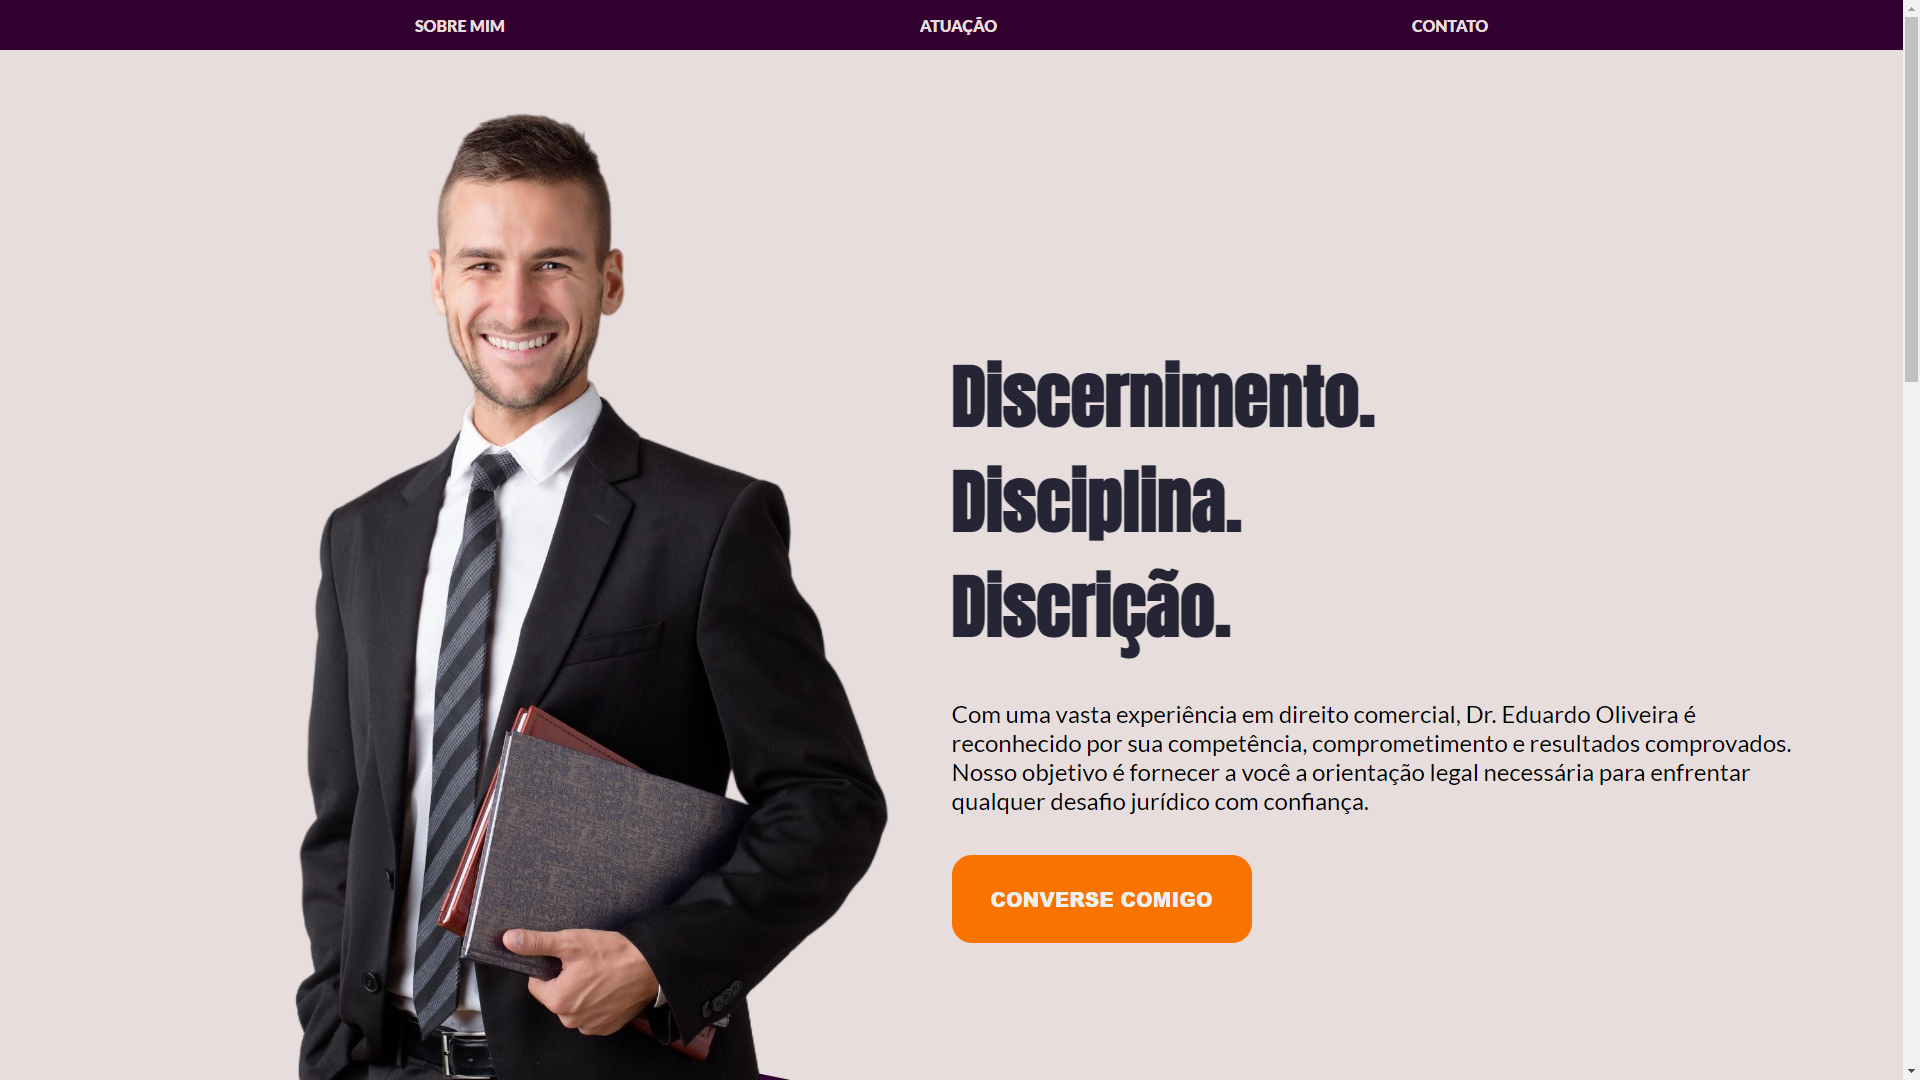 SOBRE MIM
ATUAÇÃO
CONTATO
Discernimento.
Disciplina.
Discrição.
Com uma vasta experiência em direito comercial, Dr. Eduardo Oliveira é
reconhecido por sua competência, comprometimento e resultados comprovados.
Nosso objetivo é fornecer a você a orientação legal necessária para enfrentar
qualquer desafio jurídico com confiança.
CONVERSE COMIGO